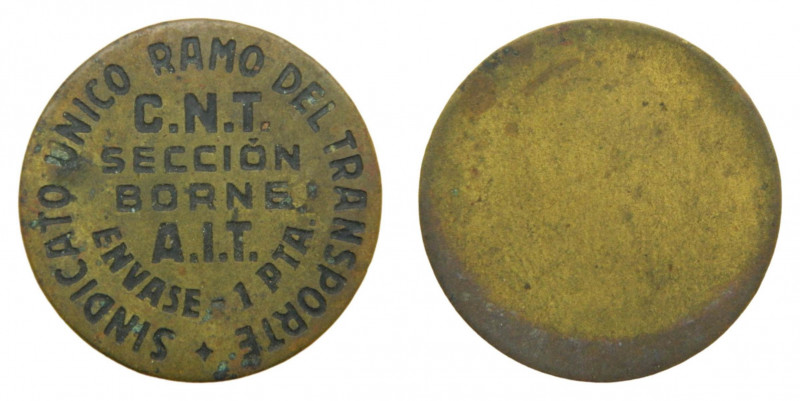 SINDICATO UNICO RAMO DEL TRANSPORTE
C.N.T.
SECCIÓN
BORNE
A.I.T.
ENVASE - 1 PTA